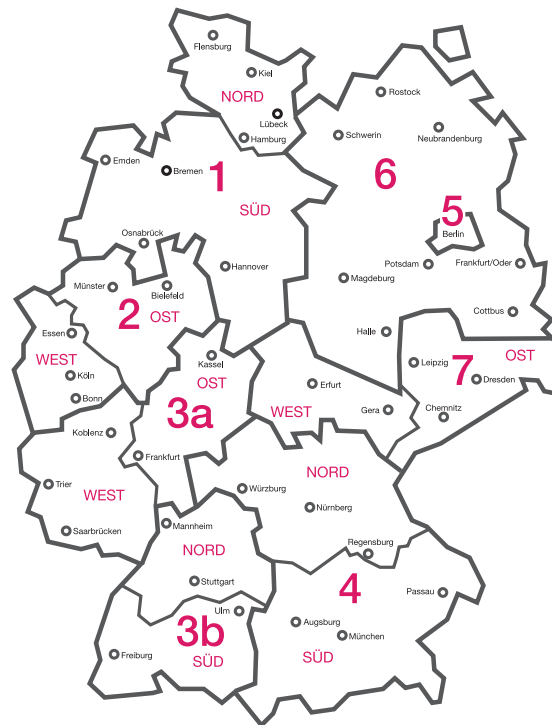 Flensburg
Kiel
NORD
Rostock
Lübeck
Schwerin
Neubrandenburg
Hamburg
Emden
Bremen
1
6
SÜD
5
Berlin
Osnabrück
Hannover
Potsdam
Frankfurt/Oder
Magdeburg
Münster
Bielefeld
2
OST
Cottbus
Essen
Halle
WEST
Kassel
Leipzig
OST
Köln
OST
7
Dresden
Erfurt
Bonn
3a
WEST
Gera
Chemnitz
Koblenz
Frankfurt
NORD
Trier
WEST
Würzburg
Nürnberg
Saarbrücken
Mannheim
NORD
Regensburg
Stuttgart
4
Passau
Ulm
3b
Augsburg
München
Freiburg
SÜD
SÜD